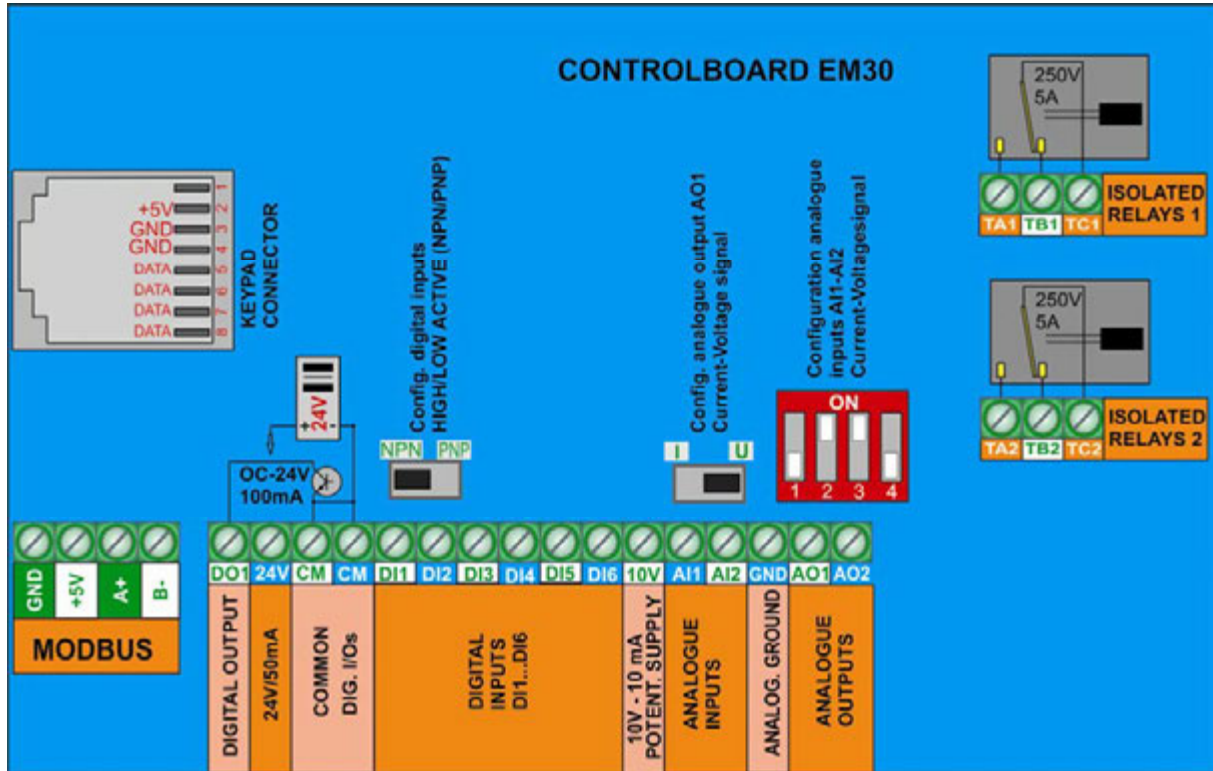 CONTROLBOARD EM30
250V
5A
TA1 TB1 TC1
ISOLATED
RELAYS 1
250V
5A
TA2 TB2 TC2
ISOLATED
RELAYS 2
1
+5V 2
GND 3
GND 4
DATA 5
DATA 6
DATA 7
DATA 8
KEYPAD
CONNECTOR
Config. digital inputs
HIGH/LOW ACTIVE (NPN/PNP)
NPN PNP
Config. analogue output AO1
Current-Voltage signal
I U
Configuration analogue
inputs AI1-AI2
Current-Voltagesignal
ON
1 2 3 4
+ 24V -
OC-24V
100mA
GND +5V A+ B-
MODBUS
DO1 24V CM CM DI1 DI2 DI3 DI4 DI5 DI6 10V AI1 AI2 GND AO1 AO2
DIGITAL OUTPUT
24V/50mA
COMMON
DIG. I/Os
DIGITAL
INPUTS
DI1...DI6
10V - 10 mA
POTENT. SUPPLY
ANALOGUE
INPUTS
ANALOG. GROUND
ANALOGUE
OUTPUTS